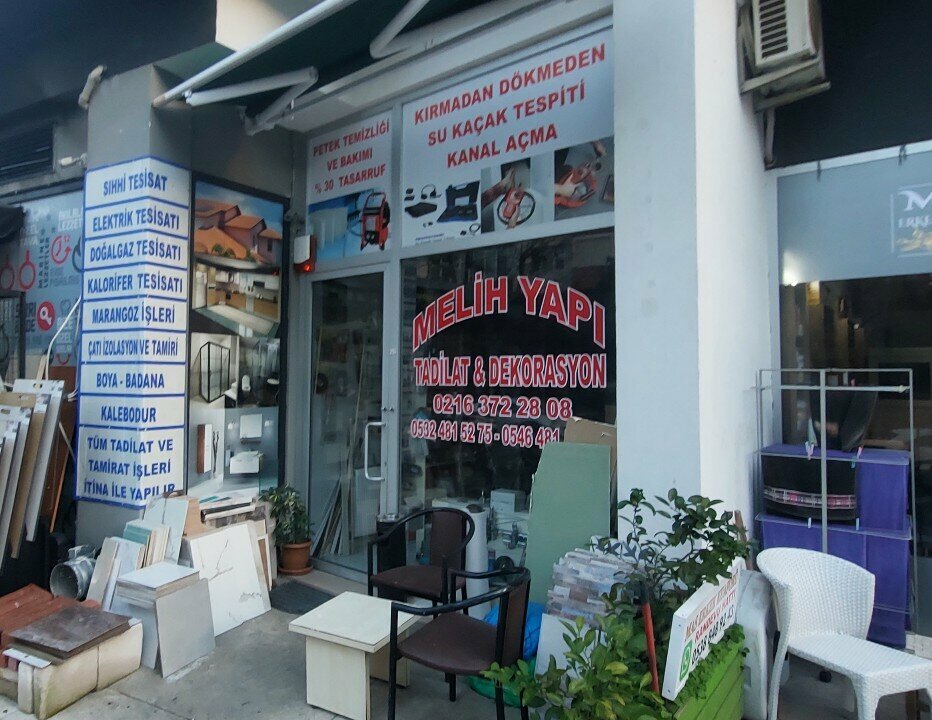 SIHHİ TESİSAT
ELEKTRİK TESİSATI
DOĞALGAZ TESİSATI
KALORİFER TESİSATI
MARANGOZ İŞLERİ
ÇATI İZOLASYON VE TAMİRİ
BOYA - BADANA
KALEBODUR
TÜM TADİLAT VE
TAMİRAT İŞLERİ
İTİNA İLE YAPILIR
PETEK TEMİZLİĞİ
VE BAKIMI
% 30 TASARRUF
KIRMADAN DÖKMEDEN
SU KAÇAK TESPİTİ
KANAL AÇMA
MELİH YAPI
TADİLAT & DEKORASYON
0216 372 28 08
0532 481 52 75 - 0546 481
M